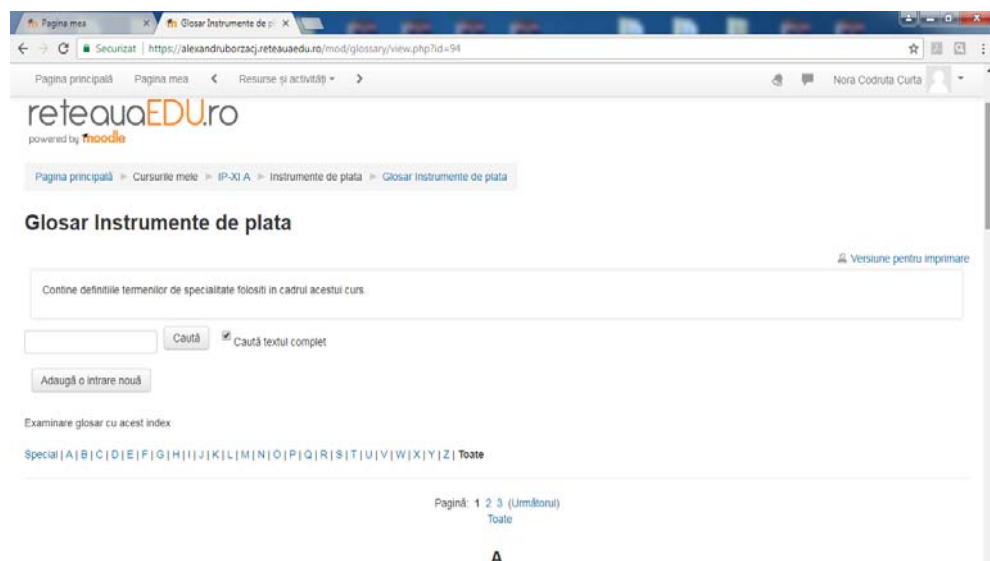 Pagina mea
Glosar Instrumente de pl
Securizat | https://alexandruborzacj.reteauaedu.ro/mod/glossary/view.php?id=94
Pagina principală Pagina mea Resurse și activități Nora Codruta Curta
reteauaEDU.ro
powered by moodle
Pagina principală Cursurile mele IP-XI A Instrumente de plata Glosar Instrumente de plata
Glosar Instrumente de plata
Versiune pentru imprimare
Contine definitiile termenilor de specialitate folositi in cadrul acestui curs.
Caută Caută textul complet
Adaugă o intrare nouă
Examinare glosar cu acest index
Special | A | B | C | D | E | F | G | H | I | J | K | L | M | N | O | P | Q | R | S | T | U | V | W | X | Y | Z | Toate
Pagină: 1 2 3 (Următorul)
Toate
A